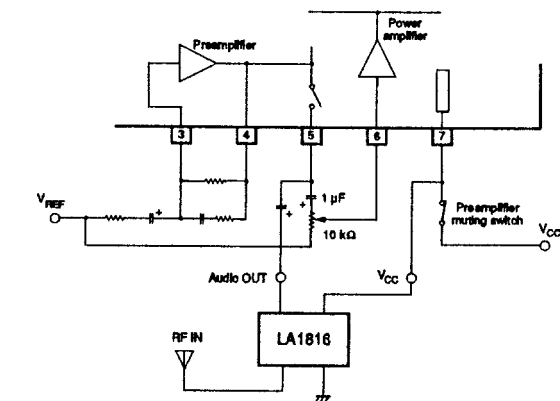 Power
amplifier
Preamplifier
3
4
5
6
7
1 µF
10 kΩ
VREF
Preamplifier
muting switch
VCC
Audio OUT
VCC
RF IN
LA1816